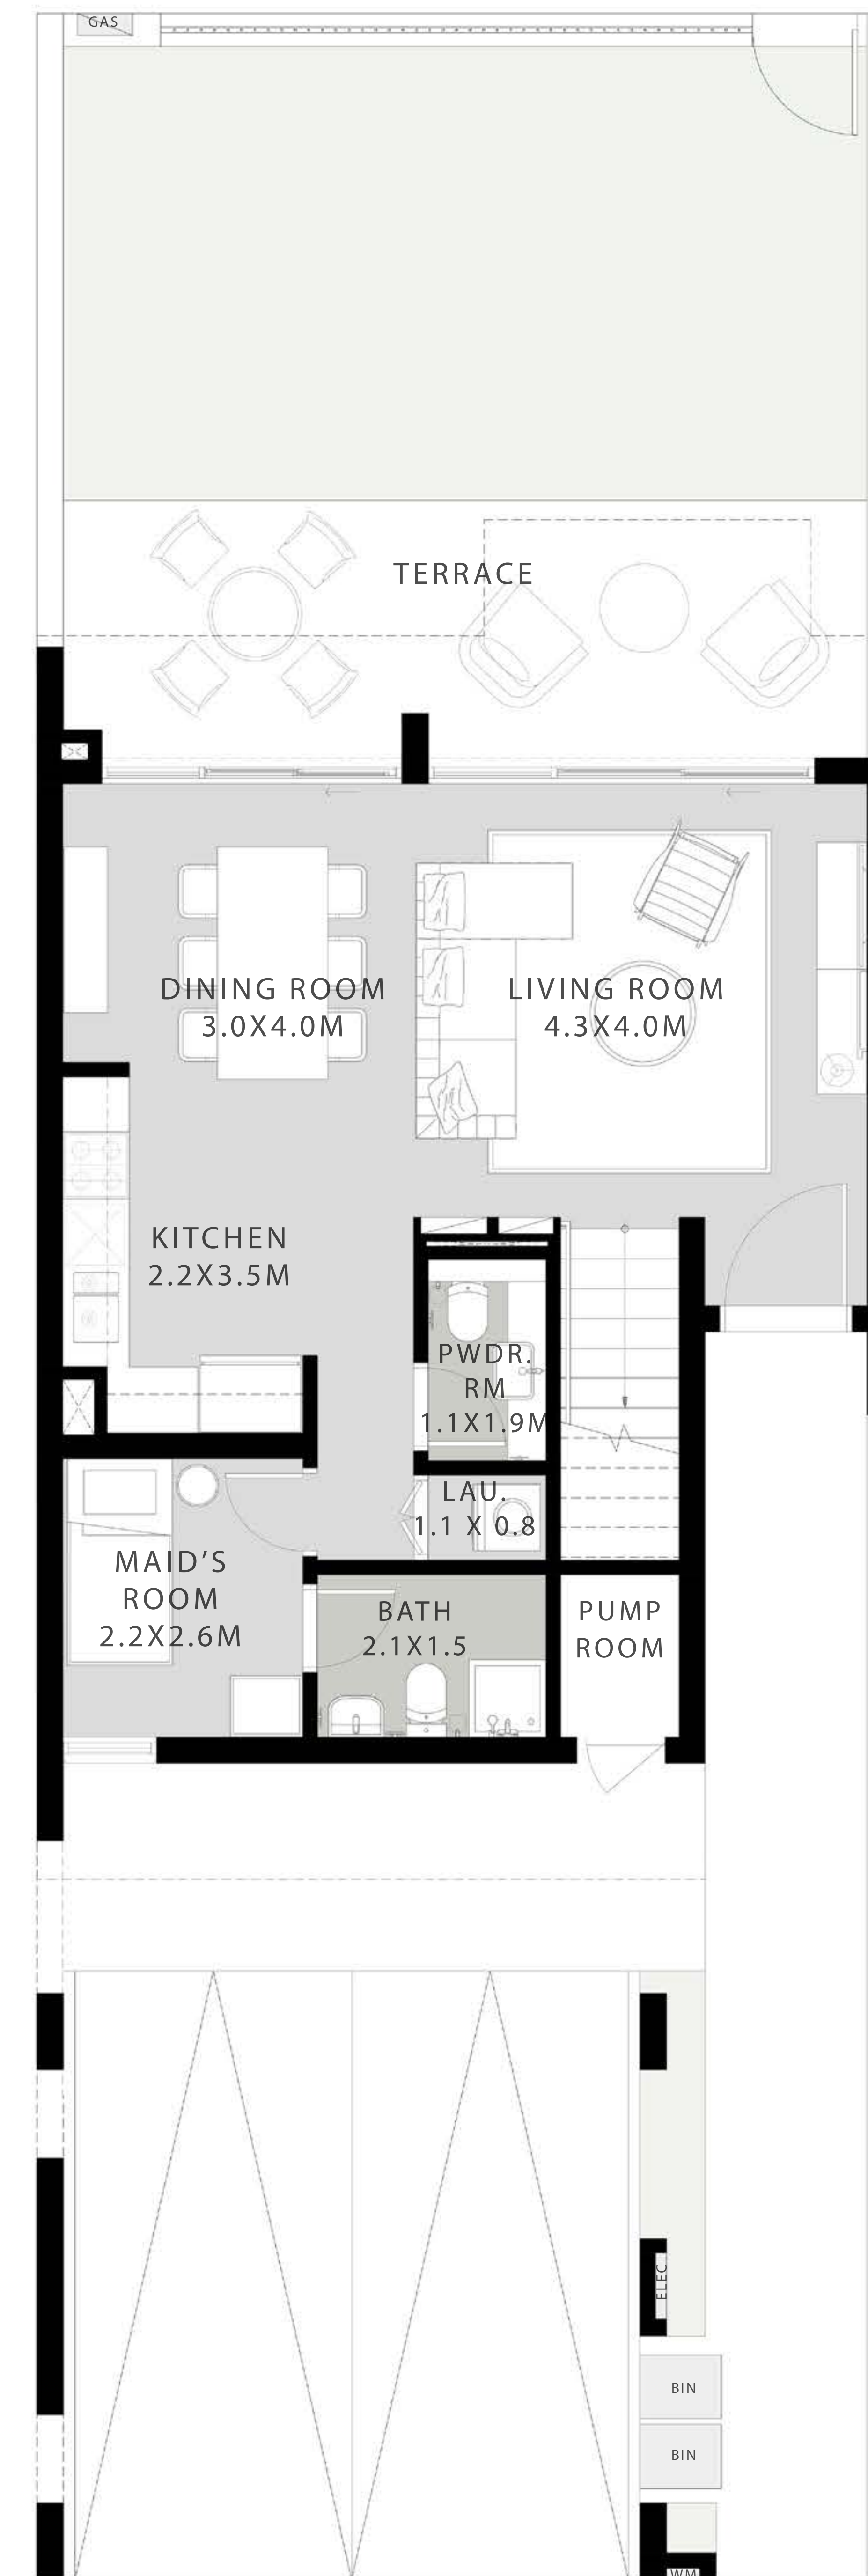 GAS
TERRACE
DINING ROOM
3.0X4.0M
LIVING ROOM
4.3X4.0M
KITCHEN
2.2X3.5M
PWDR.
RM
1.1X1.9M
LAU.
1.1 X 0.8
MAID'S
ROOM
2.2X2.6M
BATH
2.1X1.5
PUMP
ROOM
ELEC.
BIN
BIN
WM